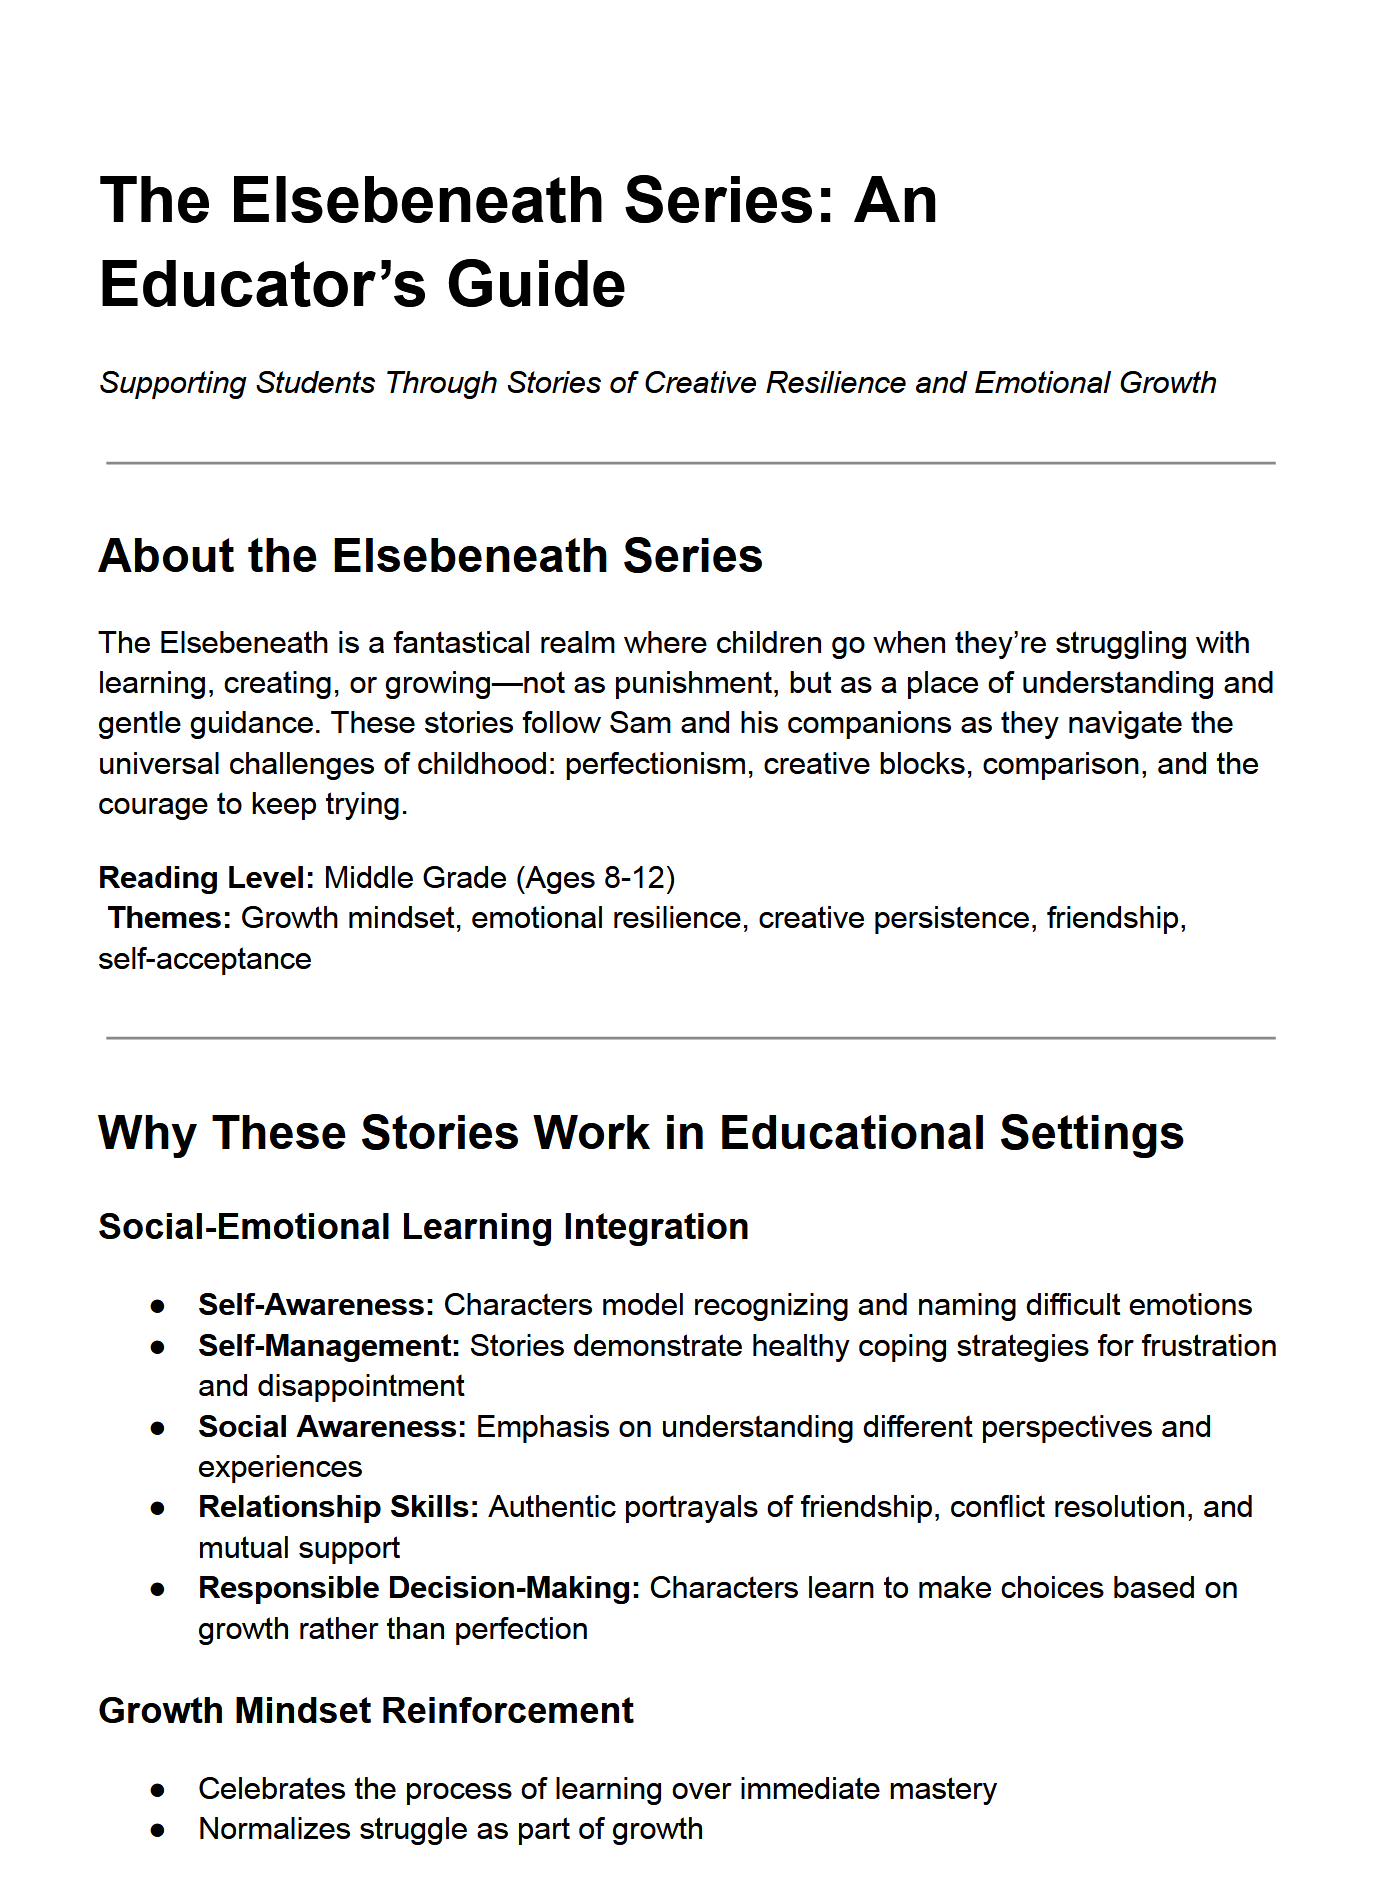 The Elsebeneath Series: An
Educator’s Guide
Supporting Students Through Stories of Creative Resilience and Emotional Growth
About the Elsebeneath Series
The Elsebeneath is a fantastical realm where children go when they’re struggling with
learning, creating, or growing—not as punishment, but as a place of understanding and
gentle guidance. These stories follow Sam and his companions as they navigate the
universal challenges of childhood: perfectionism, creative blocks, comparison, and the
courage to keep trying.
Reading Level: Middle Grade (Ages 8-12)
Themes: Growth mindset, emotional resilience, creative persistence, friendship,
self-acceptance
Why These Stories Work in Educational Settings
Social-Emotional Learning Integration
● Self-Awareness: Characters model recognizing and naming difficult emotions
● Self-Management: Stories demonstrate healthy coping strategies for frustration
and disappointment
● Social Awareness: Emphasis on understanding different perspectives and
experiences
● Relationship Skills: Authentic portrayals of friendship, conflict resolution, and
mutual support
● Responsible Decision-Making: Characters learn to make choices based on
growth rather than perfection
Growth Mindset Reinforcement
● Celebrates the process of learning over immediate mastery
● Normalizes struggle as part of growth